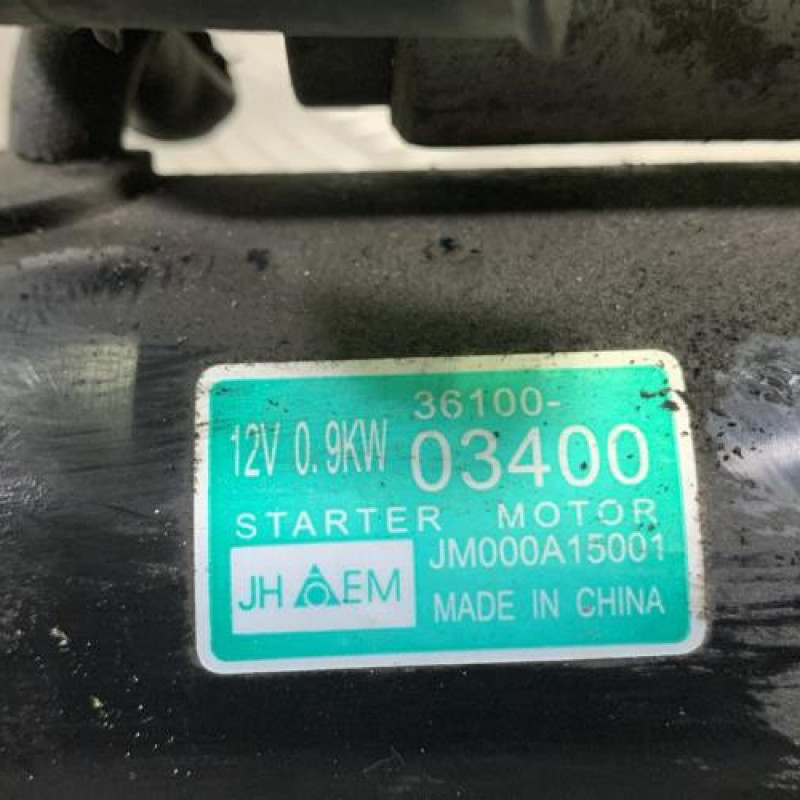 36100-
12V 0.9KW 03400
STARTER MOTOR
JM000A15001
JH EM
MADE IN CHINA